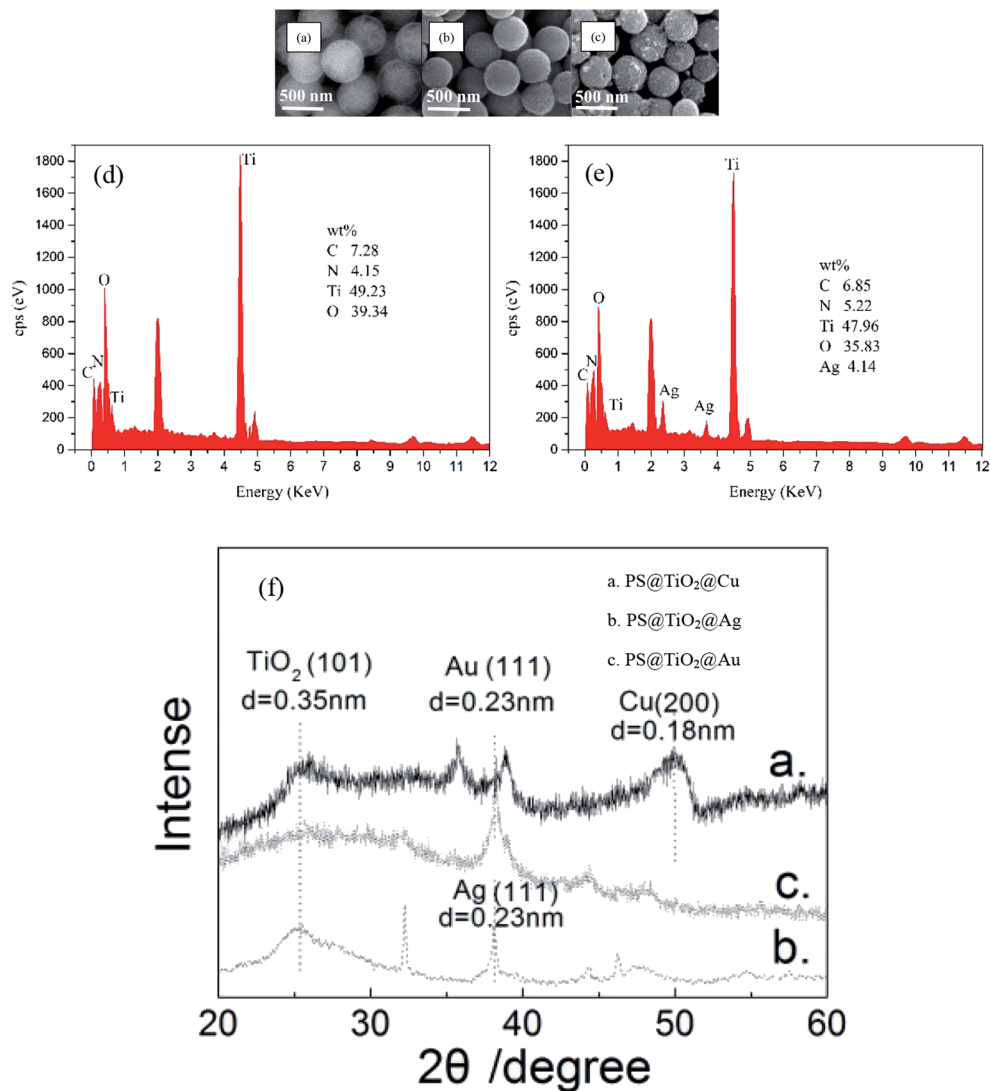 (a)
(b)
(c)
500 nm
500 nm
500 nm
(d)
Ti
O
N
C
Ti
wt%
C 7.28
N 4.15
Ti 49.23
O 39.34
1800
1600
1400
1200
1000
800
600
400
200
0
cps (eV)
0 1 2 3 4 5 6 7 8 9 10 11 12
Energy (KeV)
(e)
Ti
O
N
C
Ti
Ag
Ag
wt%
C 6.85
N 5.22
Ti 47.96
O 35.83
Ag 4.14
1800
1600
1400
1200
1000
800
600
400
200
0
cps (eV)
0 1 2 3 4 5 6 7 8 9 10 11 12
Energy (KeV)
(f)
a. PS@TiO₂@Cu
b. PS@TiO₂@Ag
c. PS@TiO₂@Au
TiO₂(101)
d=0.35nm
Au (111)
d=0.23nm
Cu(200)
d=0.18nm
a.
c.
Ag (111)
d=0.23nm
b.
Intense
20 30 40 50 60
2θ /degree